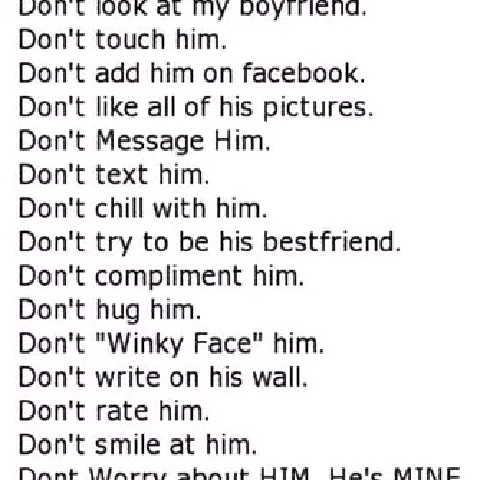 Don't look at my boyfriend.
Don't touch him.
Don't add him on facebook.
Don't like all of his pictures.
Don't Message Him.
Don't text him.
Don't chill with him.
Don't try to be his bestfriend.
Don't compliment him.
Don't hug him.
Don't "Winky Face" him.
Don't write on his wall.
Don't rate him.
Don't smile at him.
Dont Worry about HIM. He's MINE